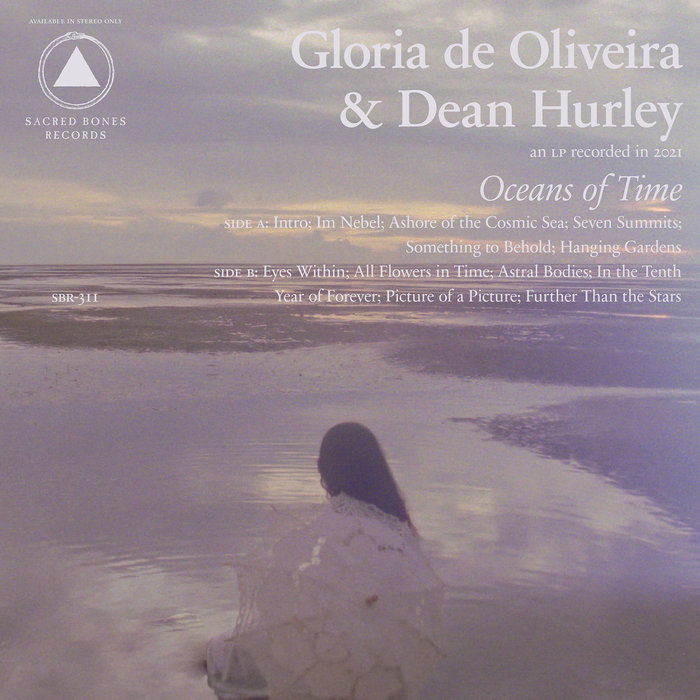 AVAILABLE IN STEREO ONLY
SACRED BONES
RECORDS
Gloria de Oliveira
& Dean Hurley
an LP recorded in 2021
Oceans of Time
SIDE A: Intro; Im Nebel; Ashore of the Cosmic Sea; Seven Summits;
Something to Behold; Hanging Gardens
SIDE B: Eyes Within; All Flowers in Time; Astral Bodies; In the Tenth
Year of Forever; Picture of a Picture; Further Than the Stars
SBR-311